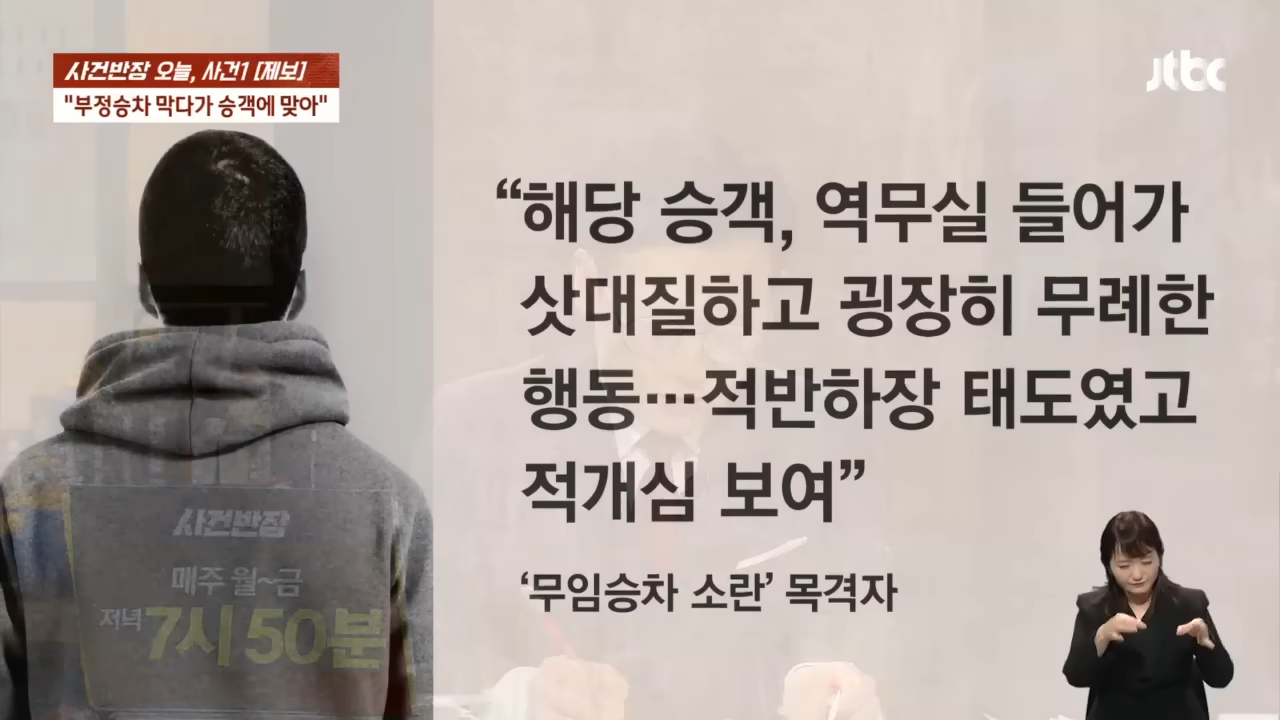 사건반장 오늘, 사건1 [제보]
"부정승차 막다가 승객에 맞아"
jtbc
“해당 승객, 역무실 들어가
삿대질하고 굉장히 무례한
행동…적반하장 태도였고
적개심 보여”
‘무임승차 소란’ 목격자
사건반장
매주 월~금
저녁 7시 50분